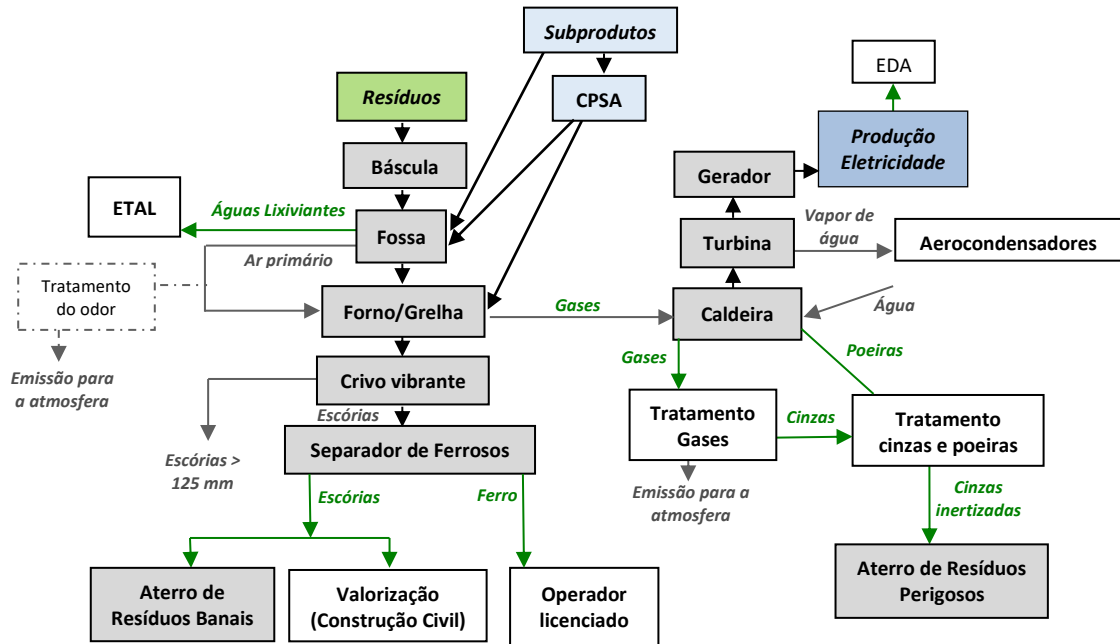 Subprodutos
EDA
Resíduos
CPSA
Produção
Eletricidade
Báscula
Gerador
ETAL
Águas Lixiviantes
Fossa
Turbina
Vapor de
água
Aerocondensadores
Ar primário
Tratamento
do odor
Forno/Grelha
Gases
Caldeira
Água
Emissão para
a atmosfera
Crivo vibrante
Gases
Poeiras
Escórias
Tratamento
Gases
Cinzas
Tratamento
cinzas e poeiras
Separador de Ferrosos
Escórias >
125 mm
Escórias
Ferro
Emissão para a
atmosfera
Cinzas
inertizadas
Aterro de
Resíduos Banais
Valorização
(Construção Civil)
Operador
licenciado
Aterro de Resíduos
Perigosos